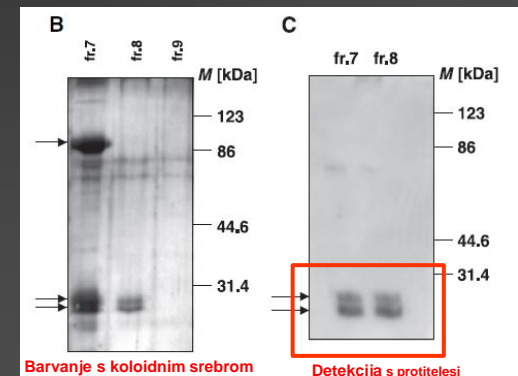 B
fr.7
fr.8
fr.9
M [kDa]
123
86
44.6
31.4
Barvanje s koloidnim srebrom
C
fr.7 fr.8
M [kDa]
123
86
44.6
31.4
Detekcija s protitelesi